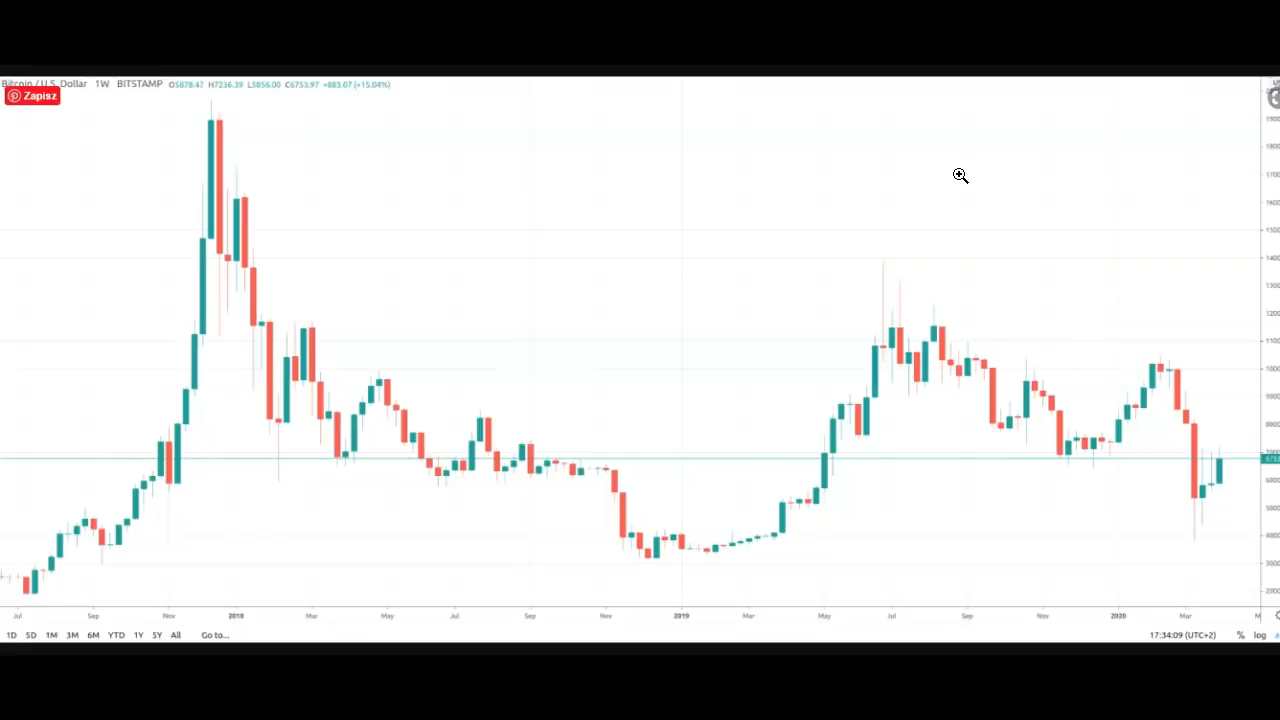 Bitcoin / U.S. Dollar 1W BITSTAMP O5878.47 H7236.39 L5856.00 C6753.97 +883.07 (+15.04%)
Zapisz
Jul Sep Nov 2018 Mar May Jul Sep Nov 2019 Mar May Jul Sep Nov 2020 Mar
1D 5D 1M 3M 6M YTD 1Y 5Y All Go to... 17:34:09 (UTC+2) % log